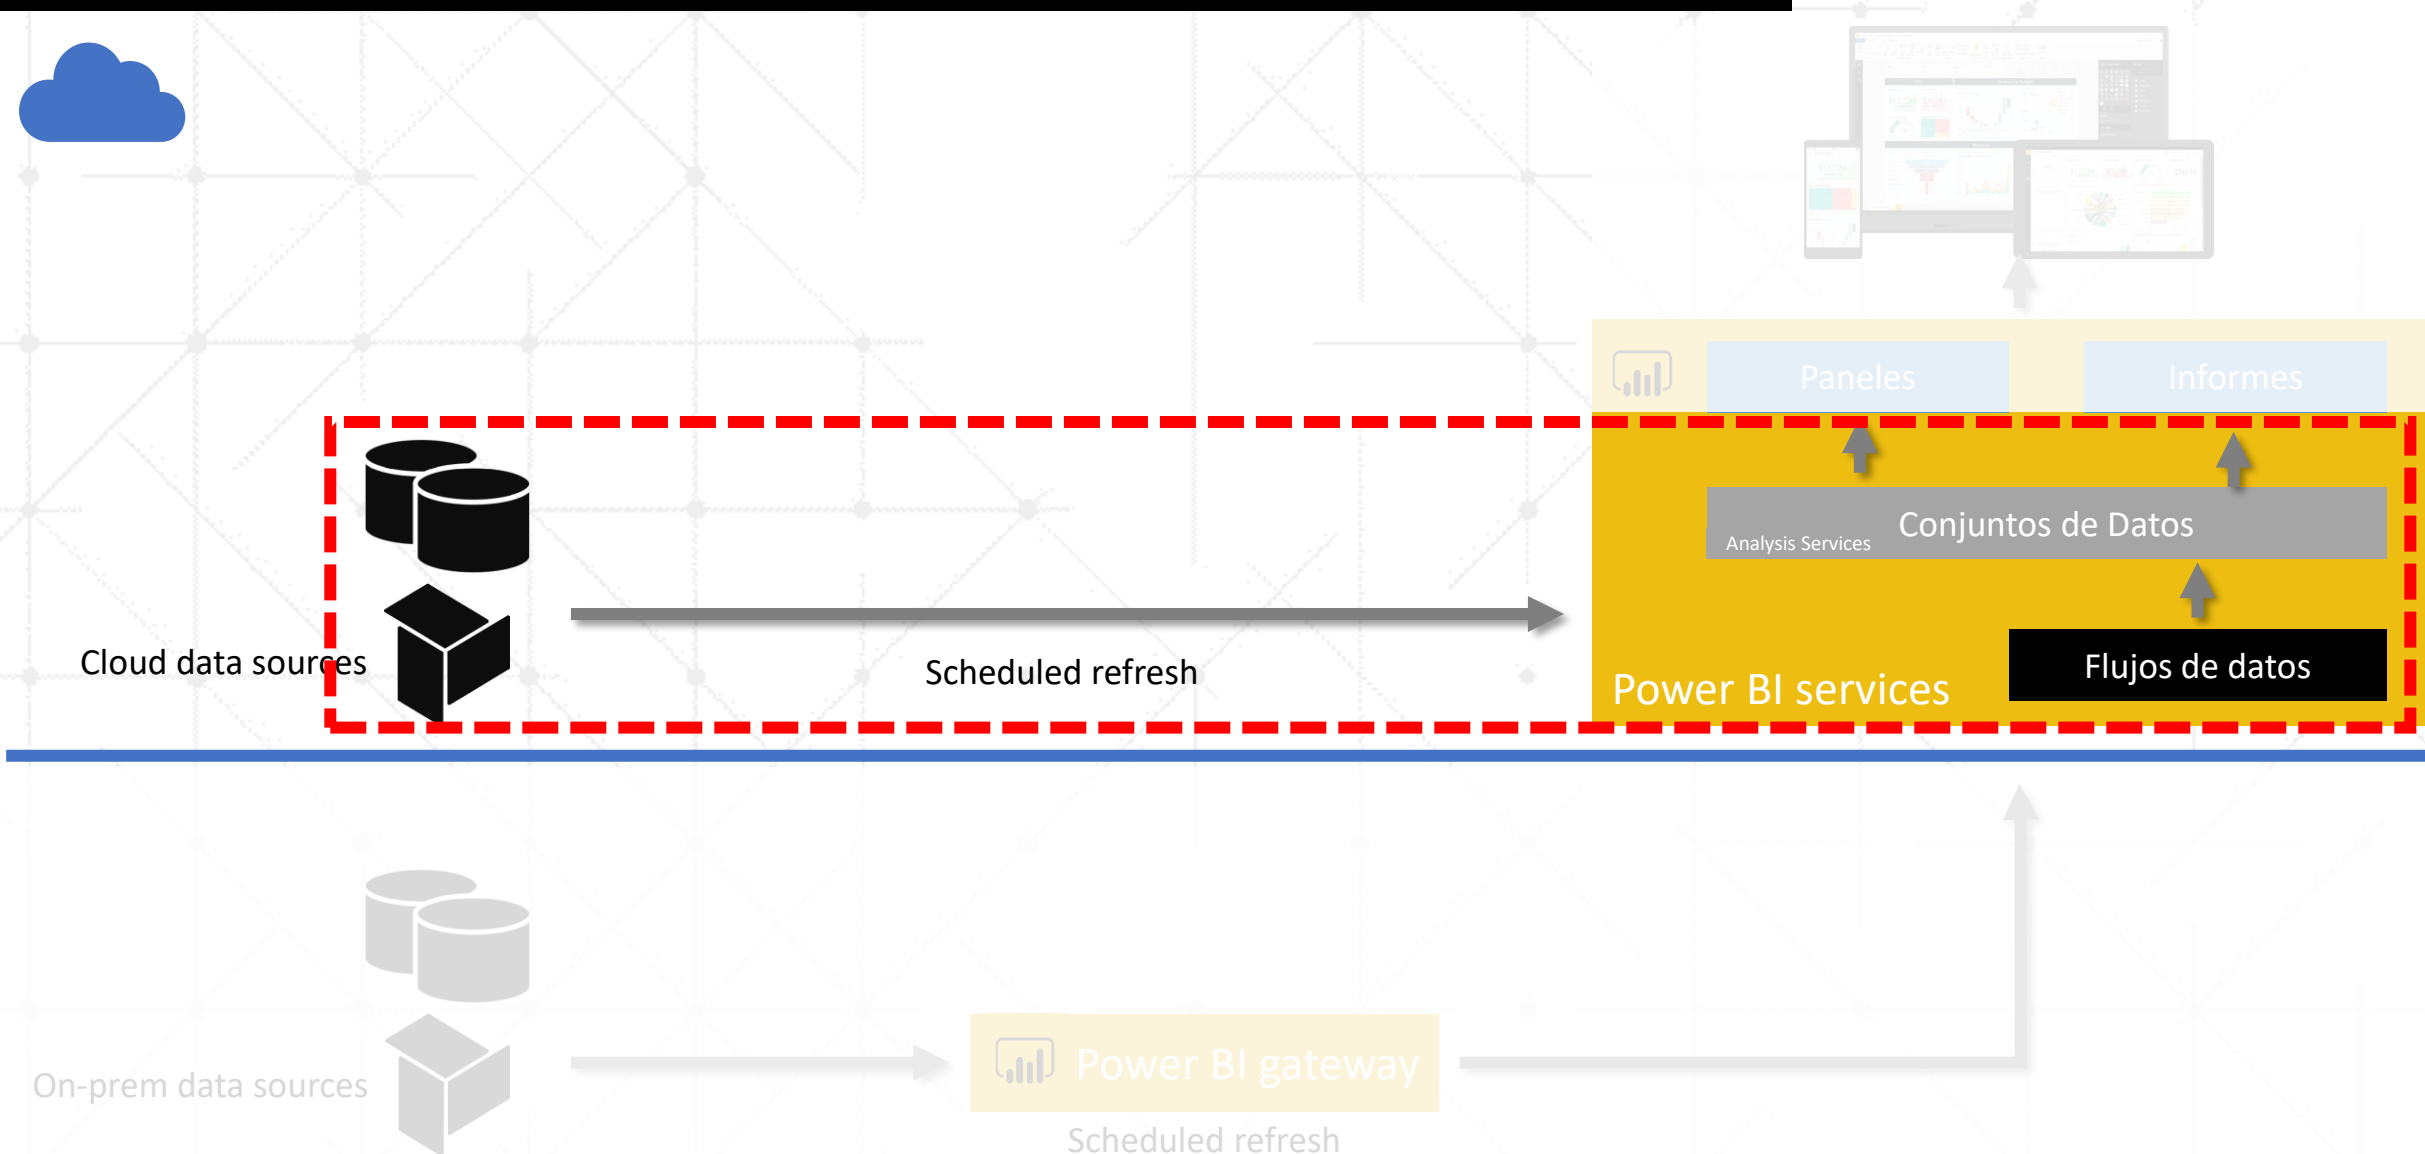 Paneles
Informes
Conjuntos de Datos
Analysis Services
Cloud data sources
Scheduled refresh
Power BI services
Flujos de datos
Power BI gateway
On-prem data sources
Scheduled refresh